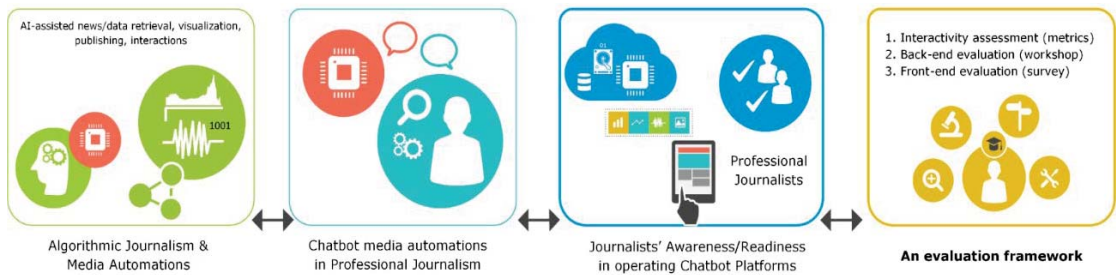 AI-assisted news/data retrieval, visualization,
publishing, interactions
1001
Algorithmic Journalism &
Media Automations
Chatbot media automations
in Professional Journalism
01
Professional
Journalists
Journalists' Awareness/Readiness
in operating Chatbot Platforms
1. Interactivity assessment (metrics)
2. Back-end evaluation (workshop)
3. Front-end evaluation (survey)
An evaluation framework